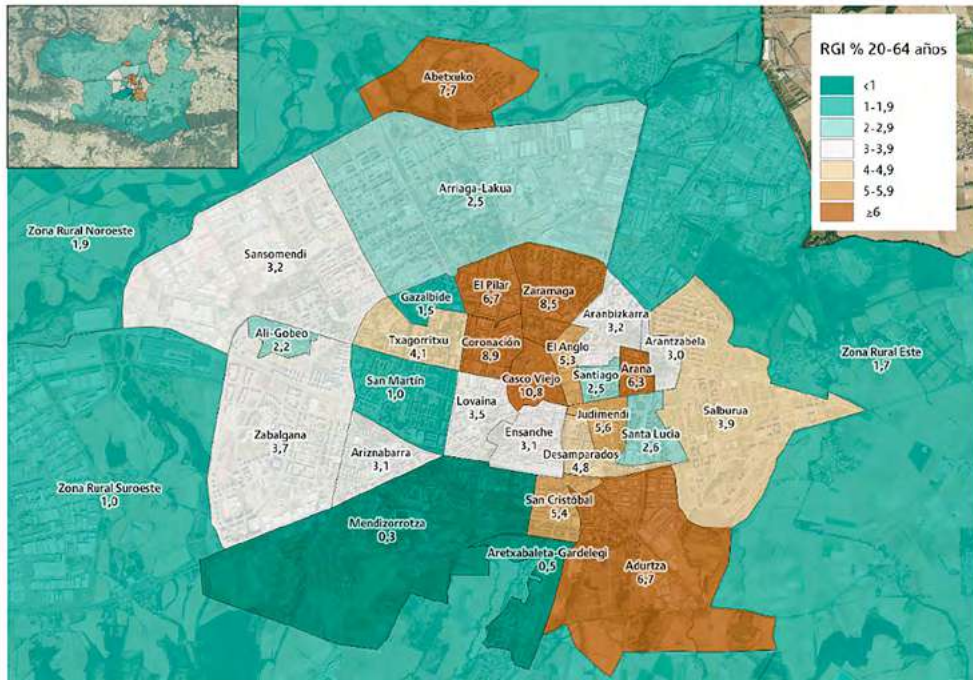 RGI % 20-64 años
<1
1-1,9
2-2,9
3-3,9
4-4,9
5-5,9
≥6
Abetxuko
7,7
Arriaga-Lakua
2,5
Zona Rural Noroeste
1,9
Sansomendi
3,2
Gazalbide
1,5
El Pilar
6,7
Zaramaga
8,5
Aranbizkarra
3,2
Ali-Gobeo
2,2
Txagorritxu
4,1
Coronación
8,9
El Anglo
5,3
Arantzabela
3,0
Zona Rural Este
1,7
San Martín
1,0
Casco Viejo
10,8
Santiago
2,5
Arana
6,3
Lovaina
3,5
Judimendi
5,6
Salburua
3,9
Zabalgana
3,7
Ariznabarra
3,1
Ensanche
3,1
Santa Lucia
2,6
Desamparados
4,8
Zona Rural Suroeste
1,0
San Cristóbal
5,4
Mendizorrotza
0,3
Aretxabaleta-Gardelegi
0,5
Adurtza
6,7